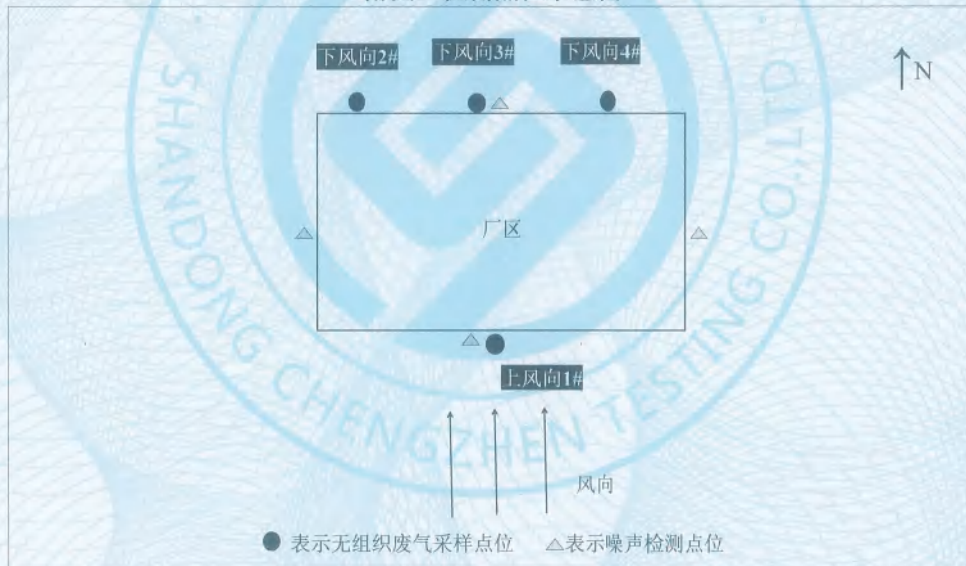 下风向2# 下风向3# 下风向4#
N
厂区
上风向1#
风向
表示无组织废气采样点位 表示噪声检测点位
SHANDONG CHENGZHEN TESTING CO.,LTD.